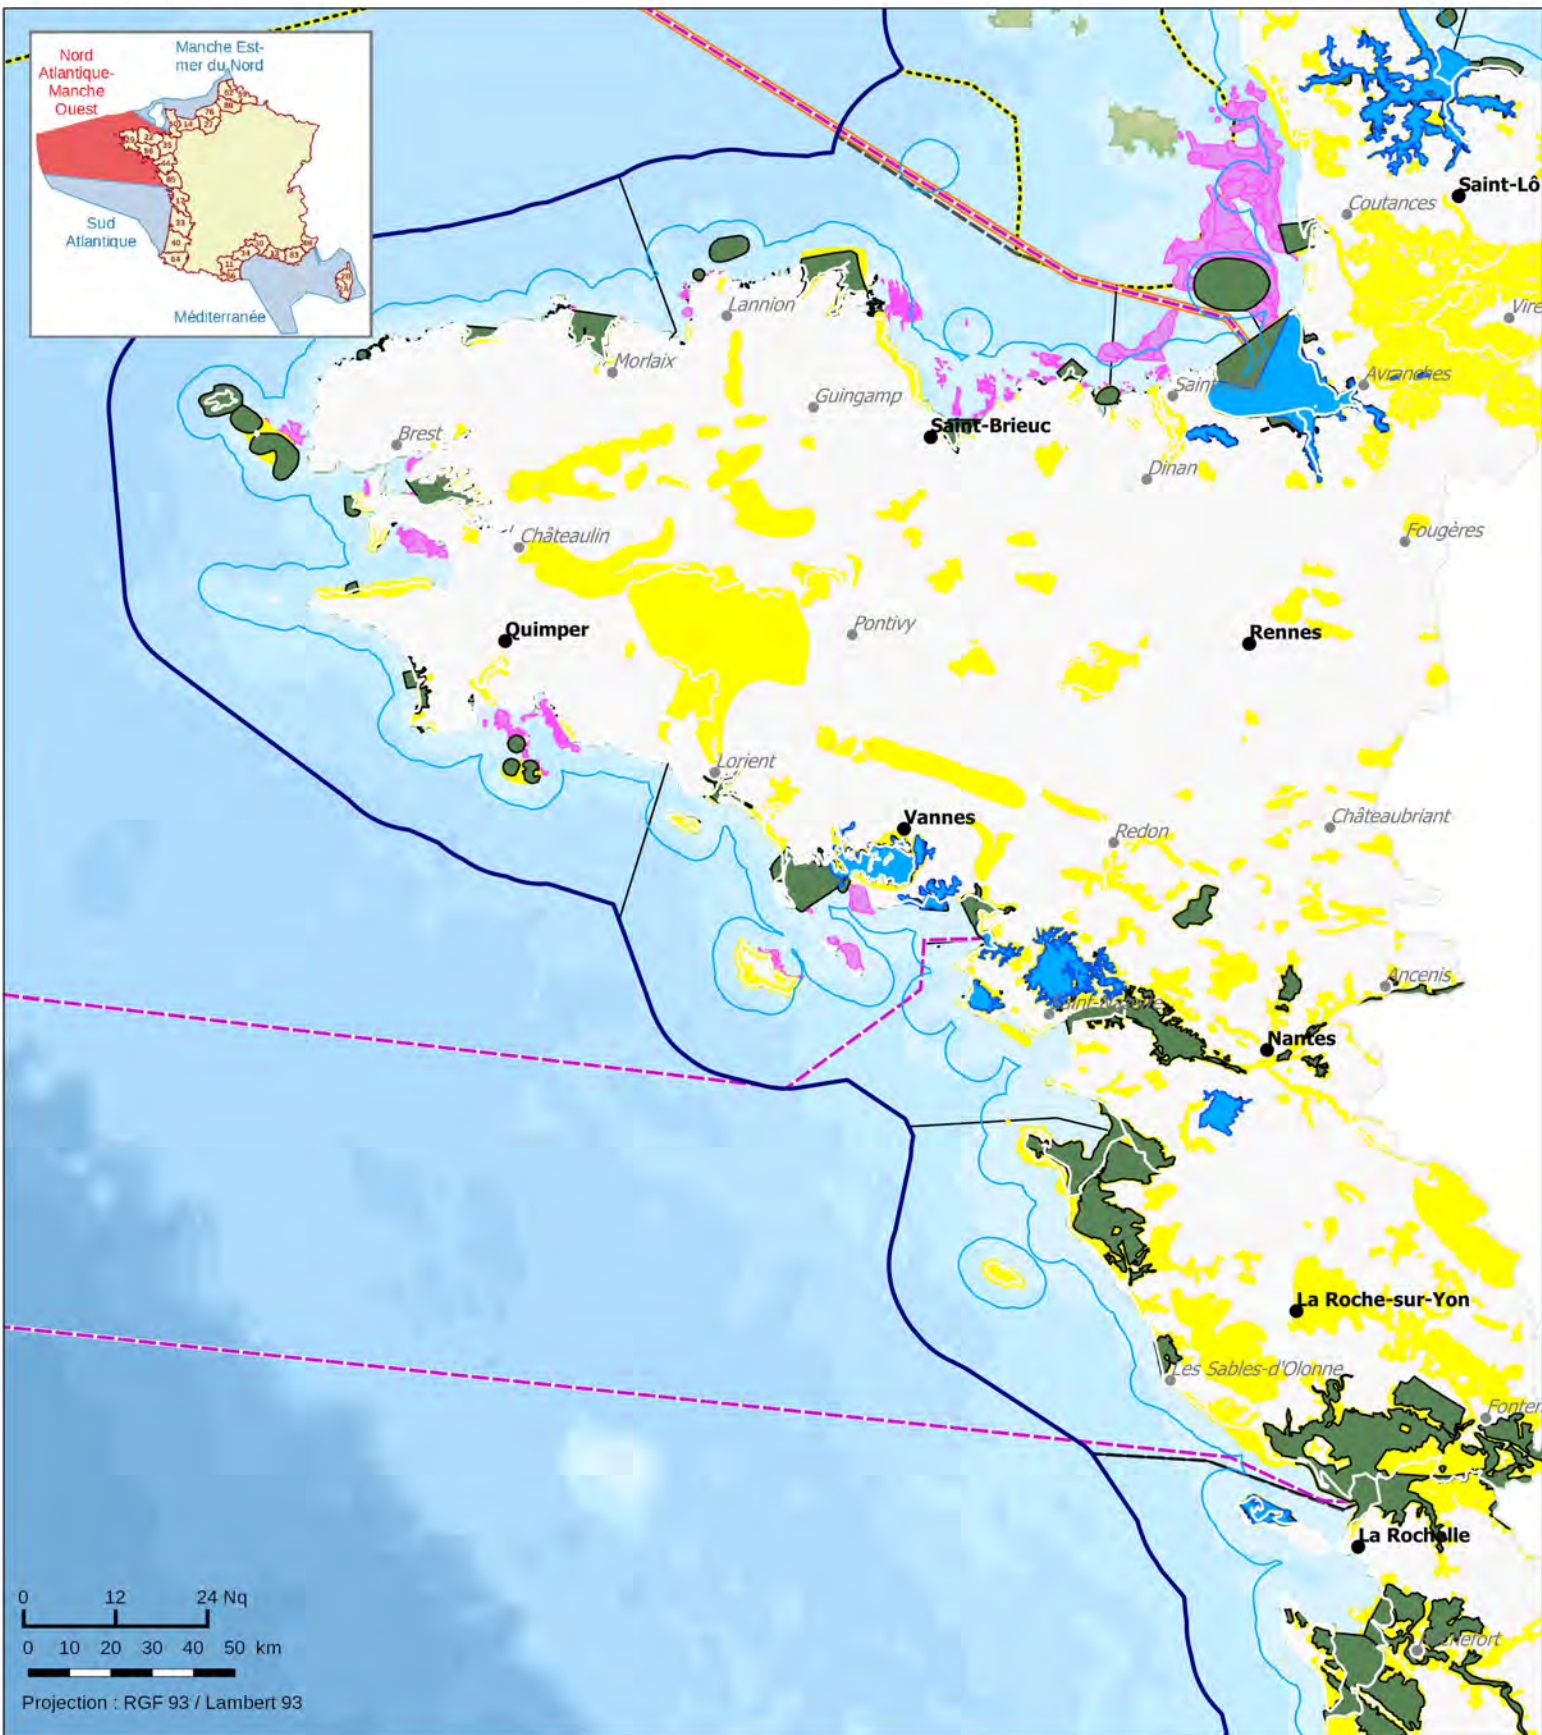 Nord
Atlantique-
Manche
Ouest
Manche Est-
mer du Nord
Sud
Atlantique
Méditerranée
Saint-Lô
Coutances
Vire
Lannion
Morlaix
Avranches
Guingamp
Saint-Brieuc
Brest
Dinan
Châteaulin
Fougères
Quimper
Pontivy
Rennes
Lorient
Vannes
Redon
Châteaubriant
Ancenis
Nantes
La Roche-sur-Yon
Les Sables-d'Olonne
La Rochelle
0 12 24 Nq
0 10 20 30 40 50 km
Projection : RGF 93 / Lambert 93